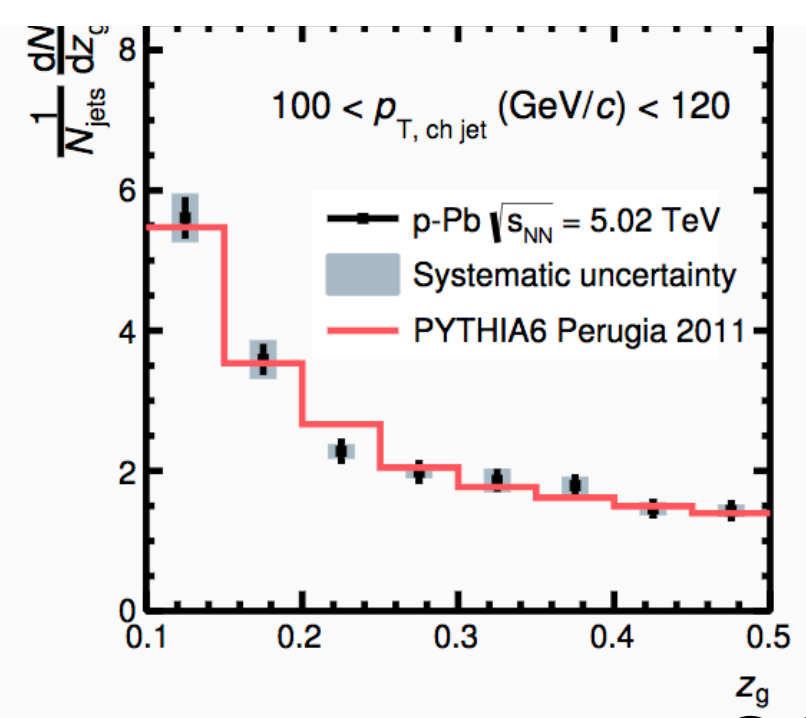 1 dN
N_jets dz_g
8
100 < p_T, ch jet (GeV/c) < 120
6
p-Pb √s_NN = 5.02 TeV
Systematic uncertainty
4
PYTHIA6 Perugia 2011
2
0
0.1 0.2 0.3 0.4 0.5
z_g